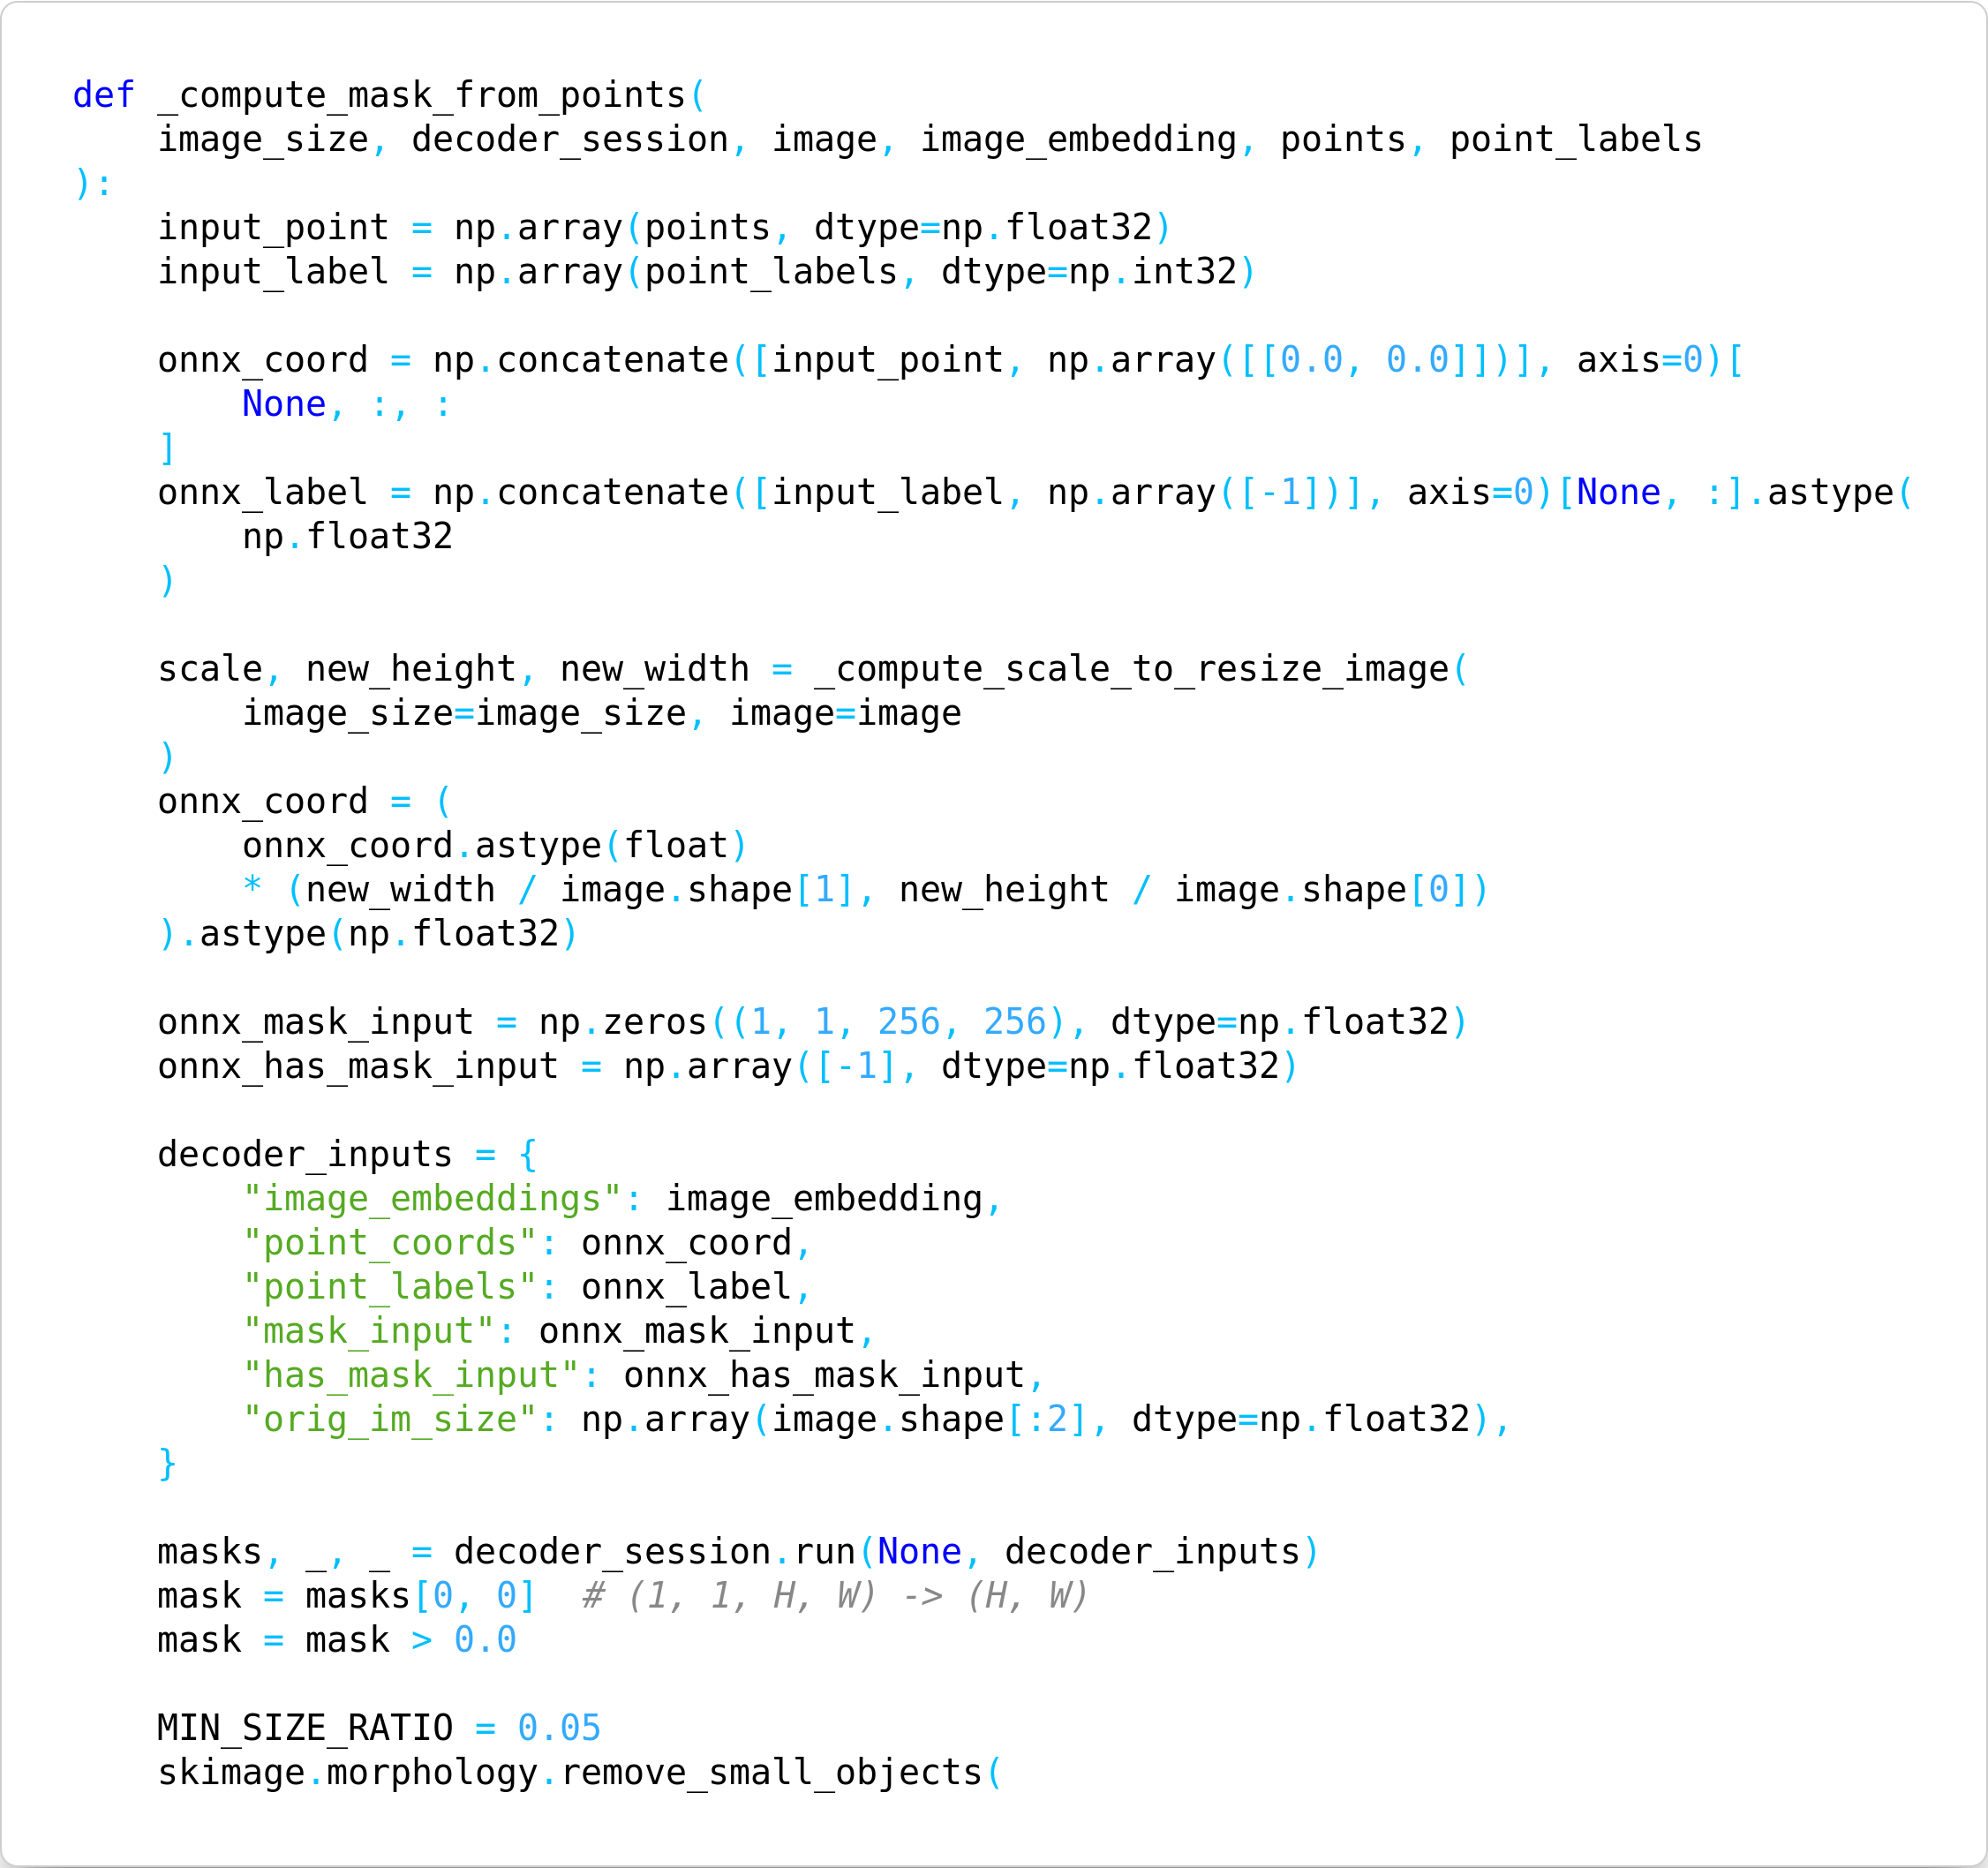 def _compute_mask_from_points(
    image_size, decoder_session, image, image_embedding, points, point_labels
):
    input_point = np.array(points, dtype=np.float32)
    input_label = np.array(point_labels, dtype=np.int32)

    onnx_coord = np.concatenate([input_point, np.array([[0.0, 0.0]])], axis=0)[
        None, :, :
    ]
    onnx_label = np.concatenate([input_label, np.array([-1])], axis=0)[None, :].astype(
        np.float32
    )

    scale, new_height, new_width = _compute_scale_to_resize_image(
        image_size=image_size, image=image
    )
    onnx_coord = (
        onnx_coord.astype(float)
        * (new_width / image.shape[1], new_height / image.shape[0])
    ).astype(np.float32)

    onnx_mask_input = np.zeros((1, 1, 256, 256), dtype=np.float32)
    onnx_has_mask_input = np.array([-1], dtype=np.float32)

    decoder_inputs = {
        "image_embeddings": image_embedding,
        "point_coords": onnx_coord,
        "point_labels": onnx_label,
        "mask_input": onnx_mask_input,
        "has_mask_input": onnx_has_mask_input,
        "orig_im_size": np.array(image.shape[:2], dtype=np.float32),
    }

    masks, _, _ = decoder_session.run(None, decoder_inputs)
    mask = masks[0, 0]  # (1, 1, H, W) -> (H, W)
    mask = mask > 0.0

    MIN_SIZE_RATIO = 0.05
    skimage.morphology.remove_small_objects(